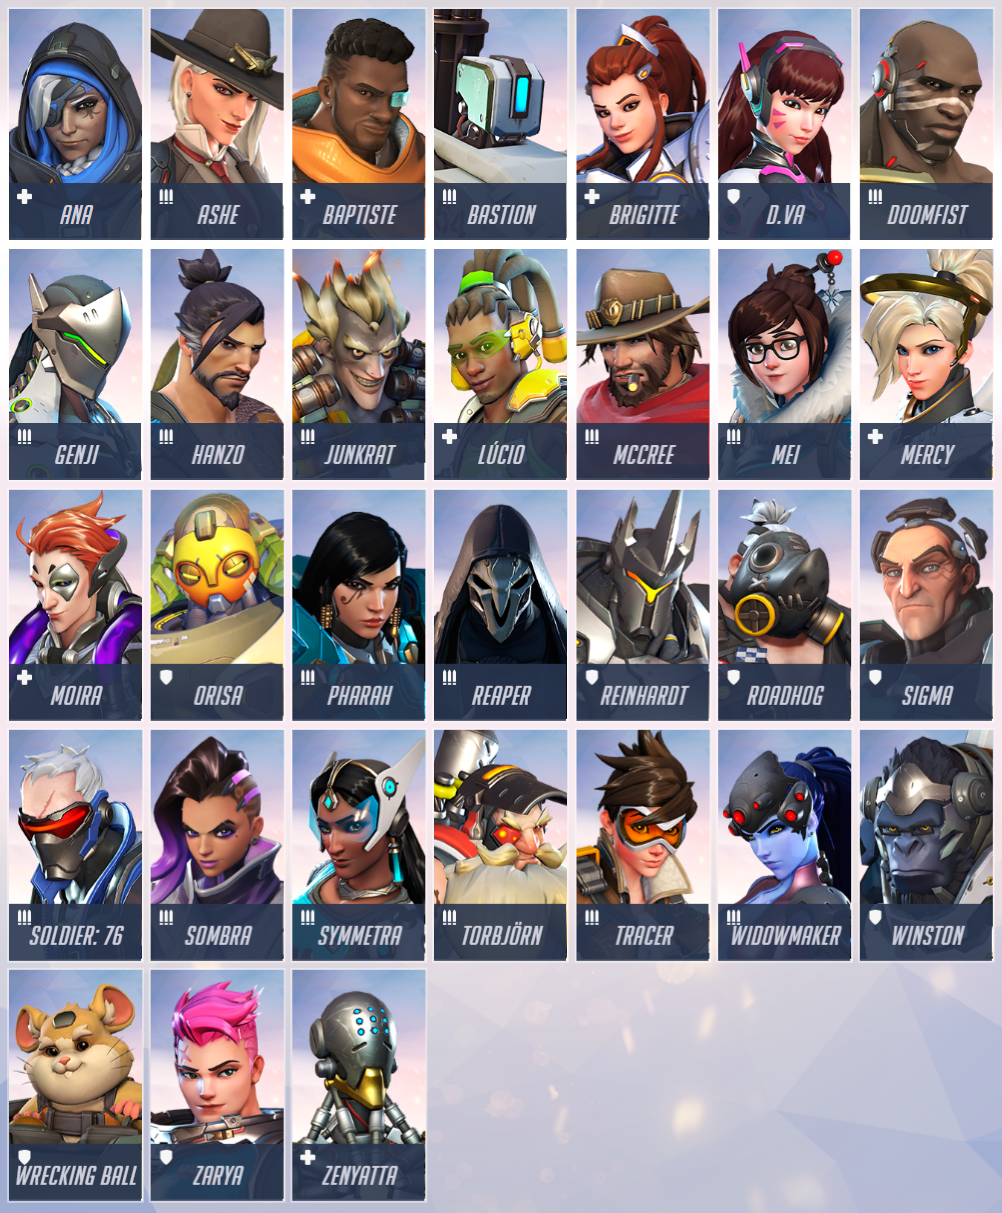 ANA
ASHE
BAPTISTE
BASTION
BRIGITTE
D.VA
DOOMFIST
GENJI
HANZO
JUNKRAT
LÚCIO
MCCREE
MEI
MERCY
MOIRA
ORISA
PHARAH
REAPER
REINHARDT
ROADHOG
SIGMA
SOLDIER: 76
SOMBRA
SYMMETRA
TORBJÖRN
TRACER
WIDOWMAKER
WINSTON
WRECKING BALL
ZARYA
ZENYATTA